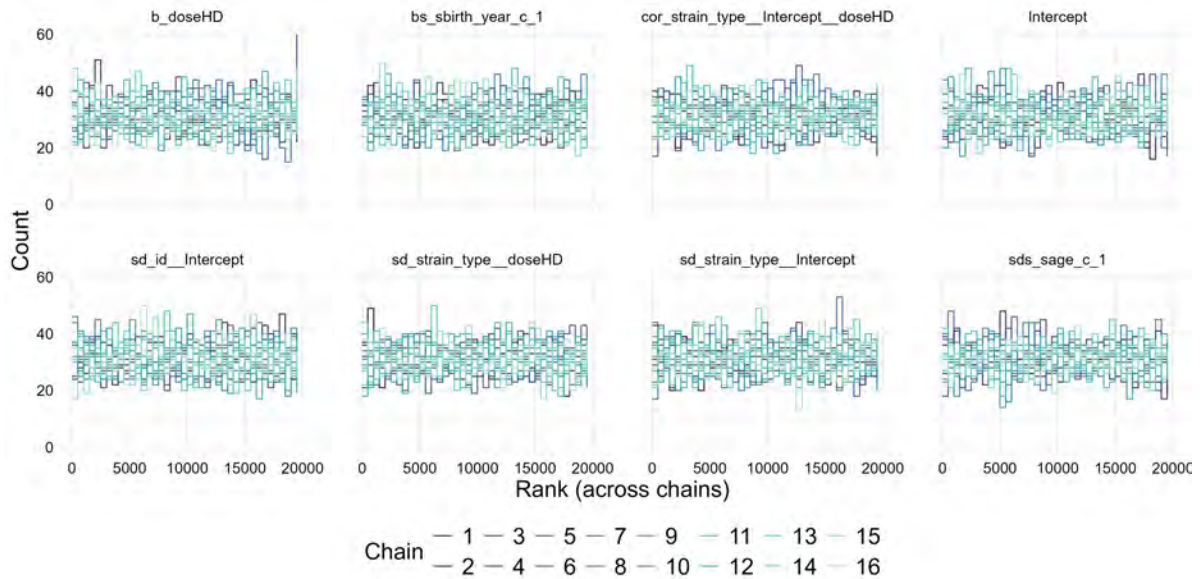 b_doseHD bs_sbirth_year_c_1 cor_strain_type__Intercept__doseHD Intercept
60
40
20
0
Count
sd_id__Intercept sd_strain_type__doseHD sd_strain_type__Intercept sds_sage_c_1
60
40
20
0
0 5000 10000 15000 20000 0 5000 10000 15000 20000 0 5000 10000 15000 20000 0 5000 10000 15000 20000
Rank (across chains)
Chain 1 3 5 7 9 11 13 15
2 4 6 8 10 12 14 16